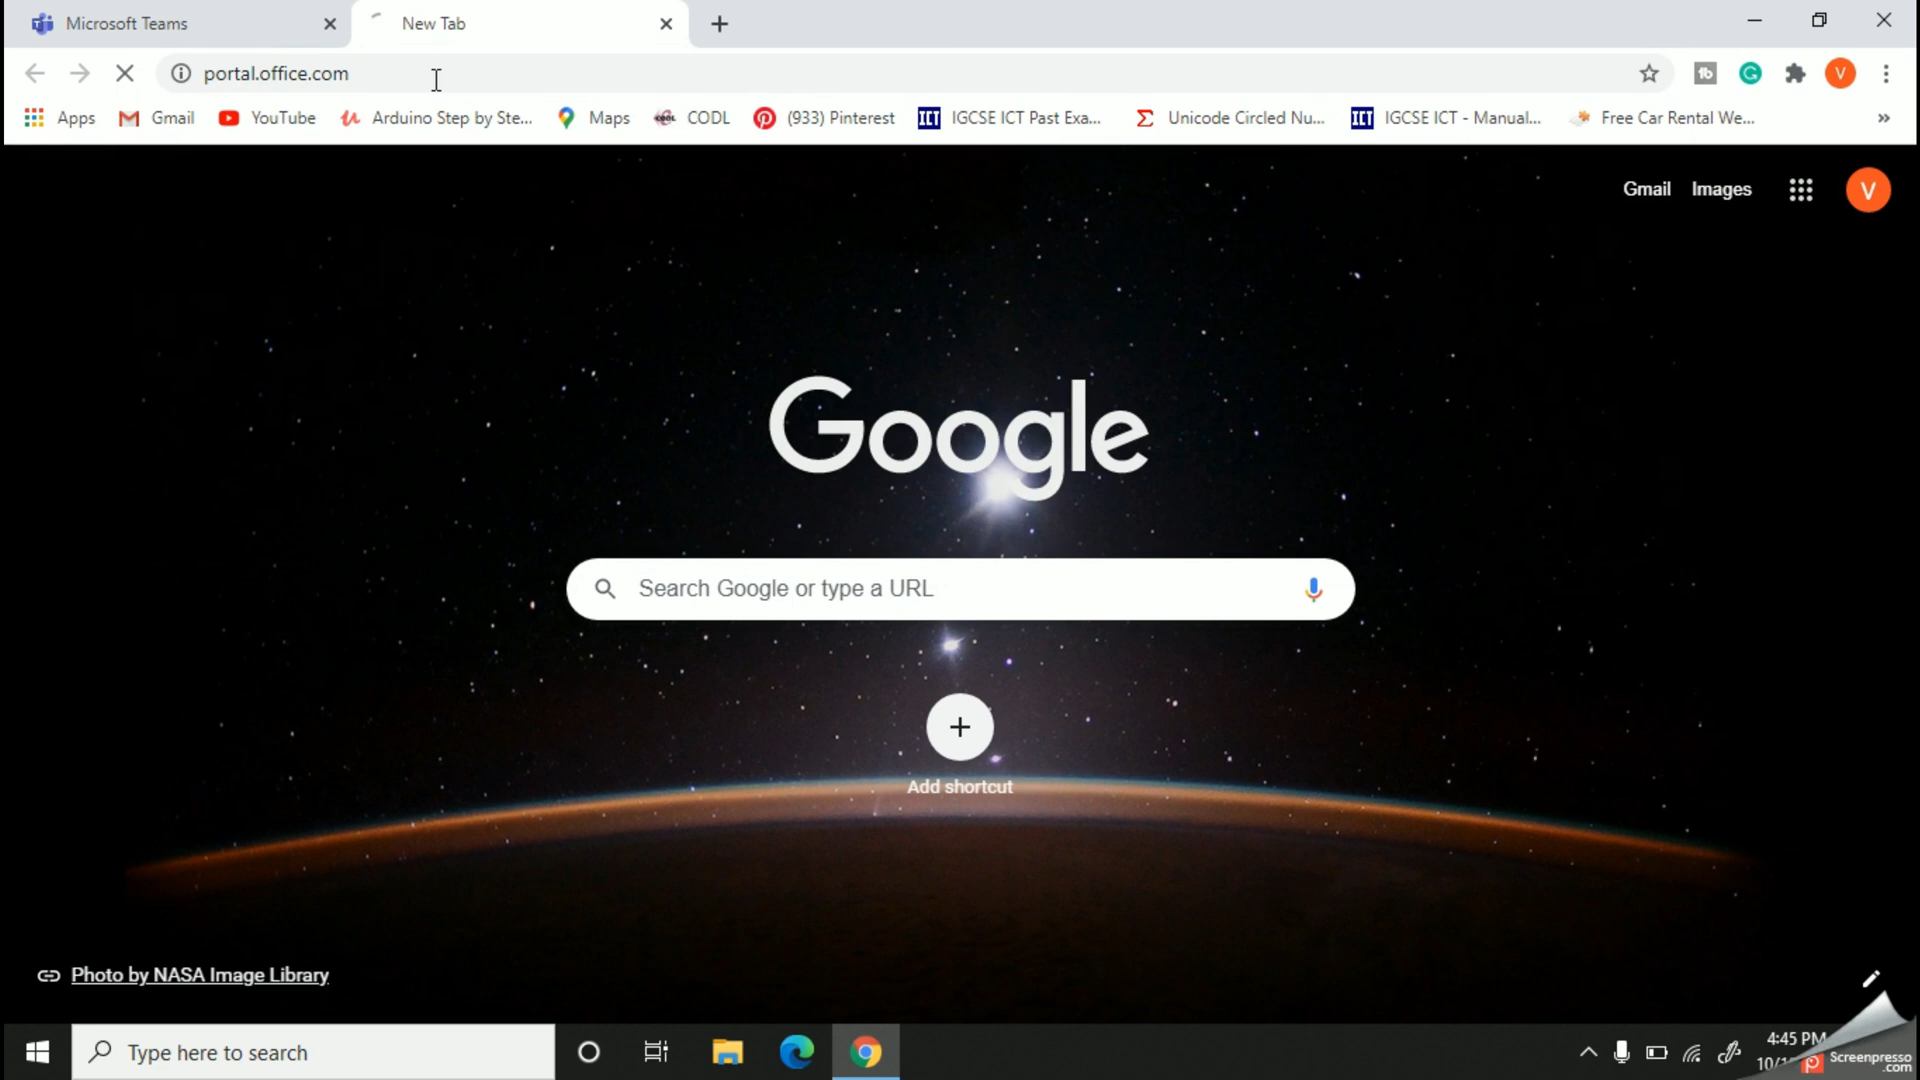 Microsoft Teams
New Tab
portal.office.com
V
Apps
Gmail
YouTube
Arduino Step by Ste...
Maps
CODL
(933) Pinterest
ICT
IGCSE ICT Past Exa...
Unicode Circled Nu...
ICT
IGCSE ICT - Manual...
Free Car Rental We...
Gmail
Images
V
Google
Search Google or type a URL
Add shortcut
Photo by NASA Image Library
Type here to search
4:45 PM
Screenpresso
.com